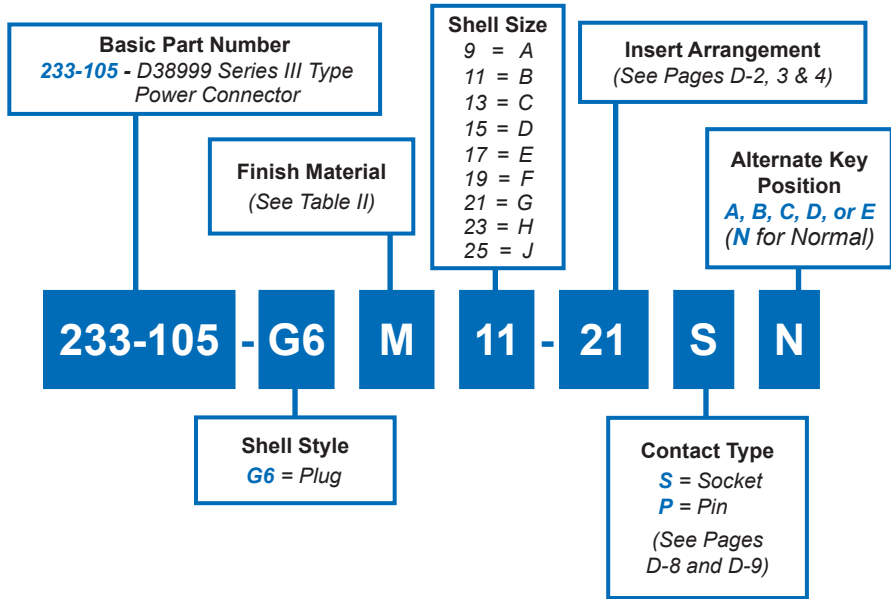 Basic Part Number
233-105 - D38999 Series III Type
Power Connector
Finish Material
(See Table II)
Shell Size
9 = A
11 = B
13 = C
15 = D
17 = E
19 = F
21 = G
23 = H
25 = J
Insert Arrangement
(See Pages D-2, 3 & 4)
Alternate Key
Position
A, B, C, D, or E
(N for Normal)
233-105 - G6 M 11 - 21 S N
Shell Style
G6 = Plug
Contact Type
S = Socket
P = Pin
(See Pages
D-8 and D-9)